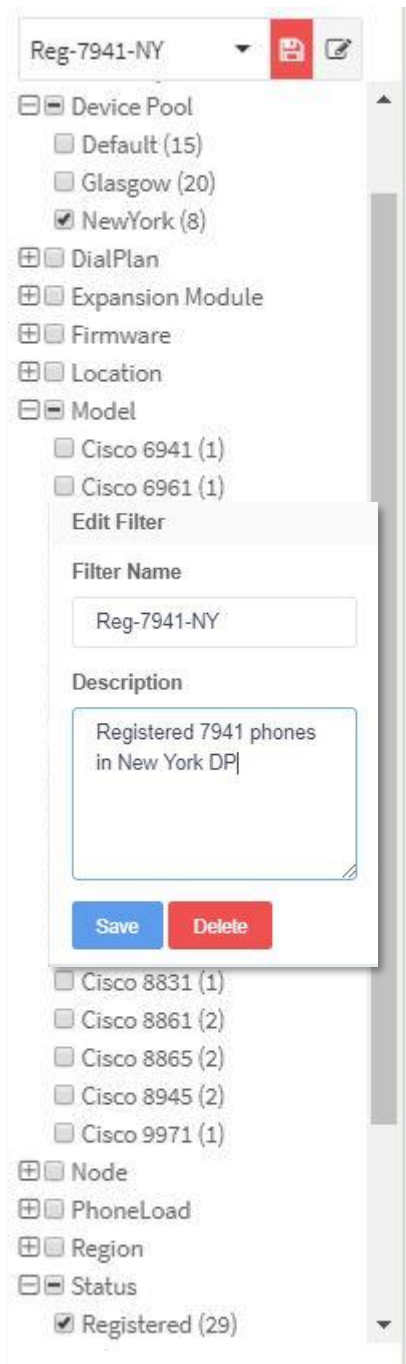 Reg-7941-NY
Device Pool
Default (15)
Glasgow (20)
NewYork (8)
DialPlan
Expansion Module
Firmware
Location
Model
Cisco 6941 (1)
Cisco 6961 (1)
Edit Filter
Filter Name
Reg-7941-NY
Description
Registered 7941 phones
in New York DP
Save Delete
Cisco 8831 (1)
Cisco 8861 (2)
Cisco 8865 (2)
Cisco 8945 (2)
Cisco 9971 (1)
Node
PhoneLoad
Region
Status
Registered (29)